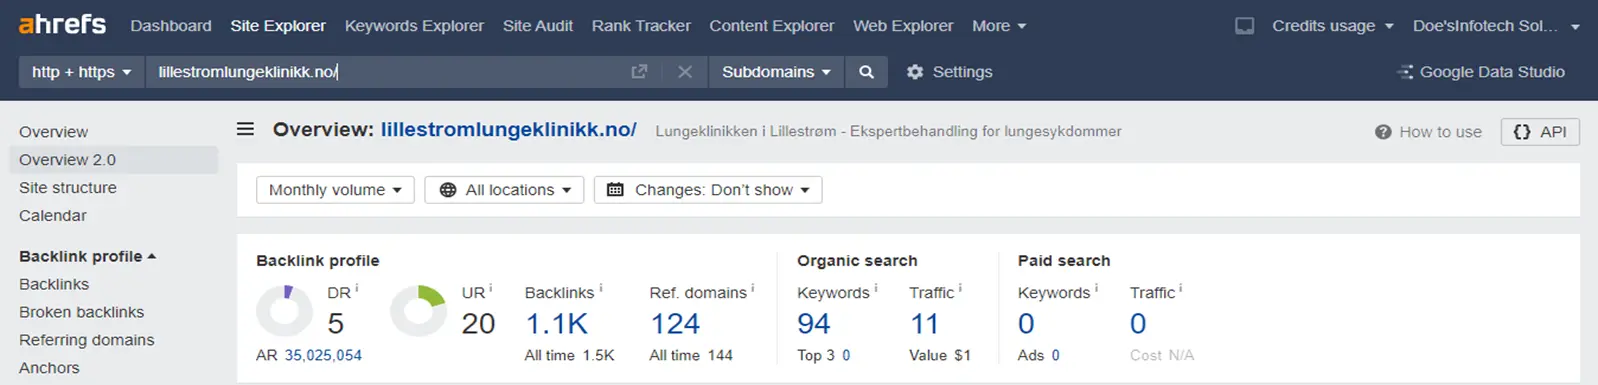 ahrefs Dashboard Site Explorer Keywords Explorer Site Audit Rank Tracker Content Explorer Web Explorer More Credits usage Doe'sInfotech Sol...
http + https lillestromlungeklinikk.no/ Subdomains Settings Google Data Studio
Overview
Overview 2.0
Site structure
Calendar
Backlink profile
Backlinks
Broken backlinks
Referring domains
Anchors
Overview: lillestromlungeklinikk.no/ Lungeklinikken i Lillestrøm - Ekspertbehandling for lungesykdommer ? How to use {} API
Monthly volume All locations Changes: Don't show
Backlink profile
DR i UR i Backlinks i Ref. domains i
5 20 1.1K 124
AR 35,025,054 All time 1.5K All time 144
Organic search
Keywords i Traffic i
94 11
Top 3 0 Value $1
Paid search
Keywords i Traffic i
0 0
Ads 0 Cost N/A